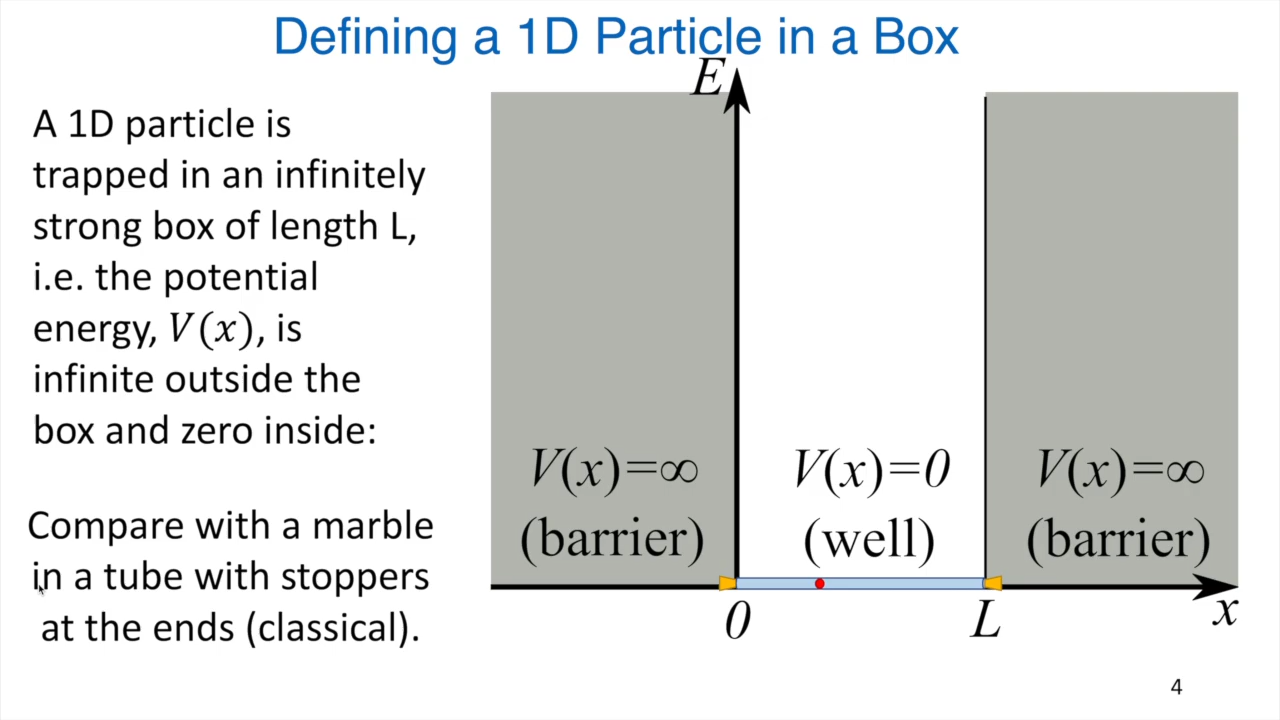 Defining a 1D Particle in a Box
A 1D particle is
trapped in an infinitely
strong box of length L,
i.e. the potential
energy, V(x), is
infinite outside the
box and zero inside:
Compare with a marble
in a tube with stoppers
at the ends (classical).
E
V(x)=∞
(barrier)
V(x)=0
(well)
V(x)=∞
(barrier)
0
L
x
4